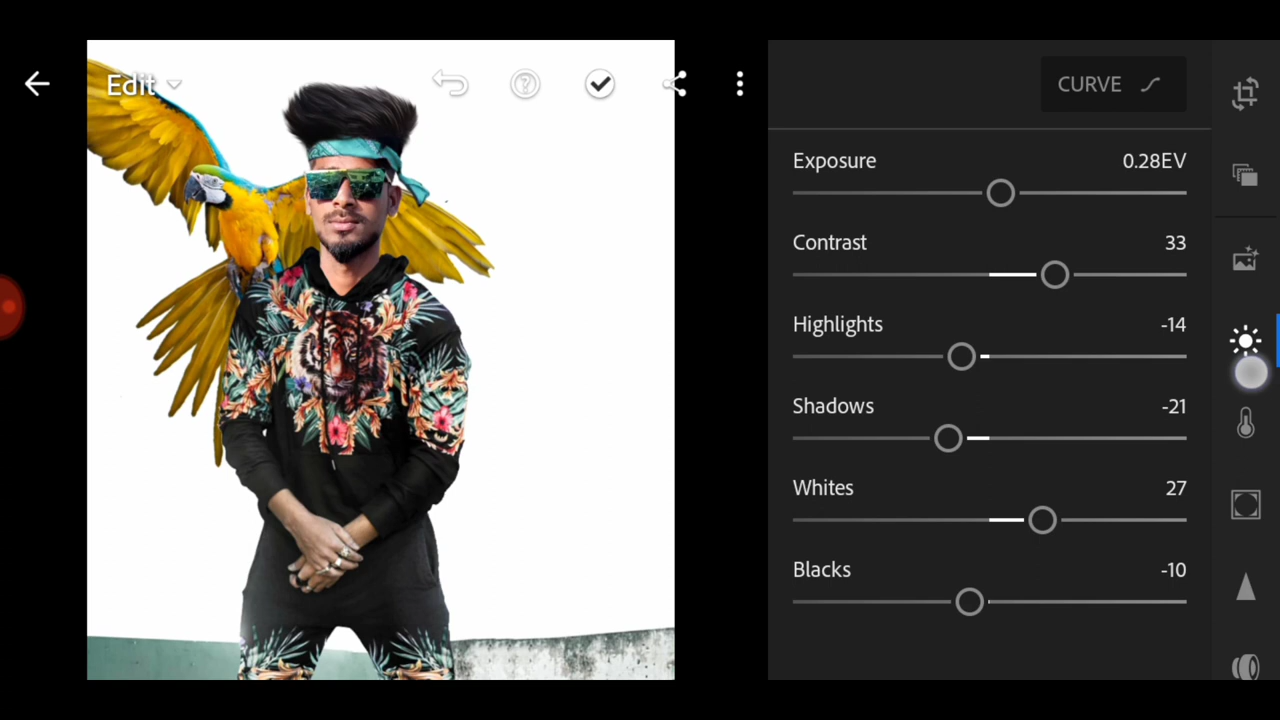 Edit
CURVE
Exposure 0.28EV
Contrast 33
Highlights -14
Shadows -21
Whites 27
Blacks -10